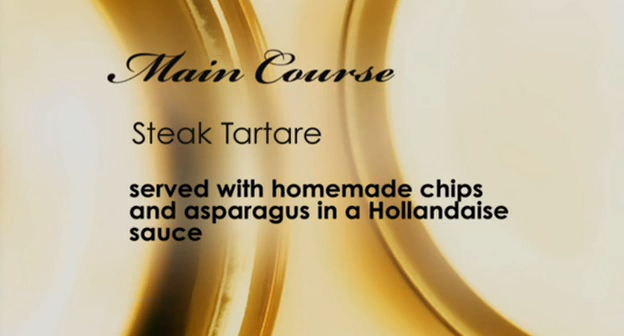 Main Course
Steak Tartare
served with homemade chips
and asparagus in a Hollandaise
sauce